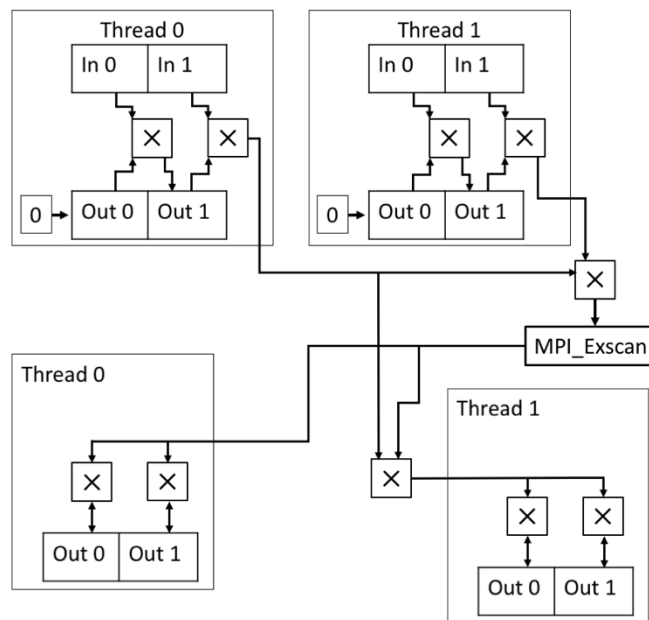 Thread 0
Thread 1
In 0 In 1
In 0 In 1
× ×
× ×
0 Out 0 Out 1
0 Out 0 Out 1
×
MPI_Exscan
Thread 0
Thread 1
× ×
×
× ×
Out 0 Out 1
Out 0 Out 1